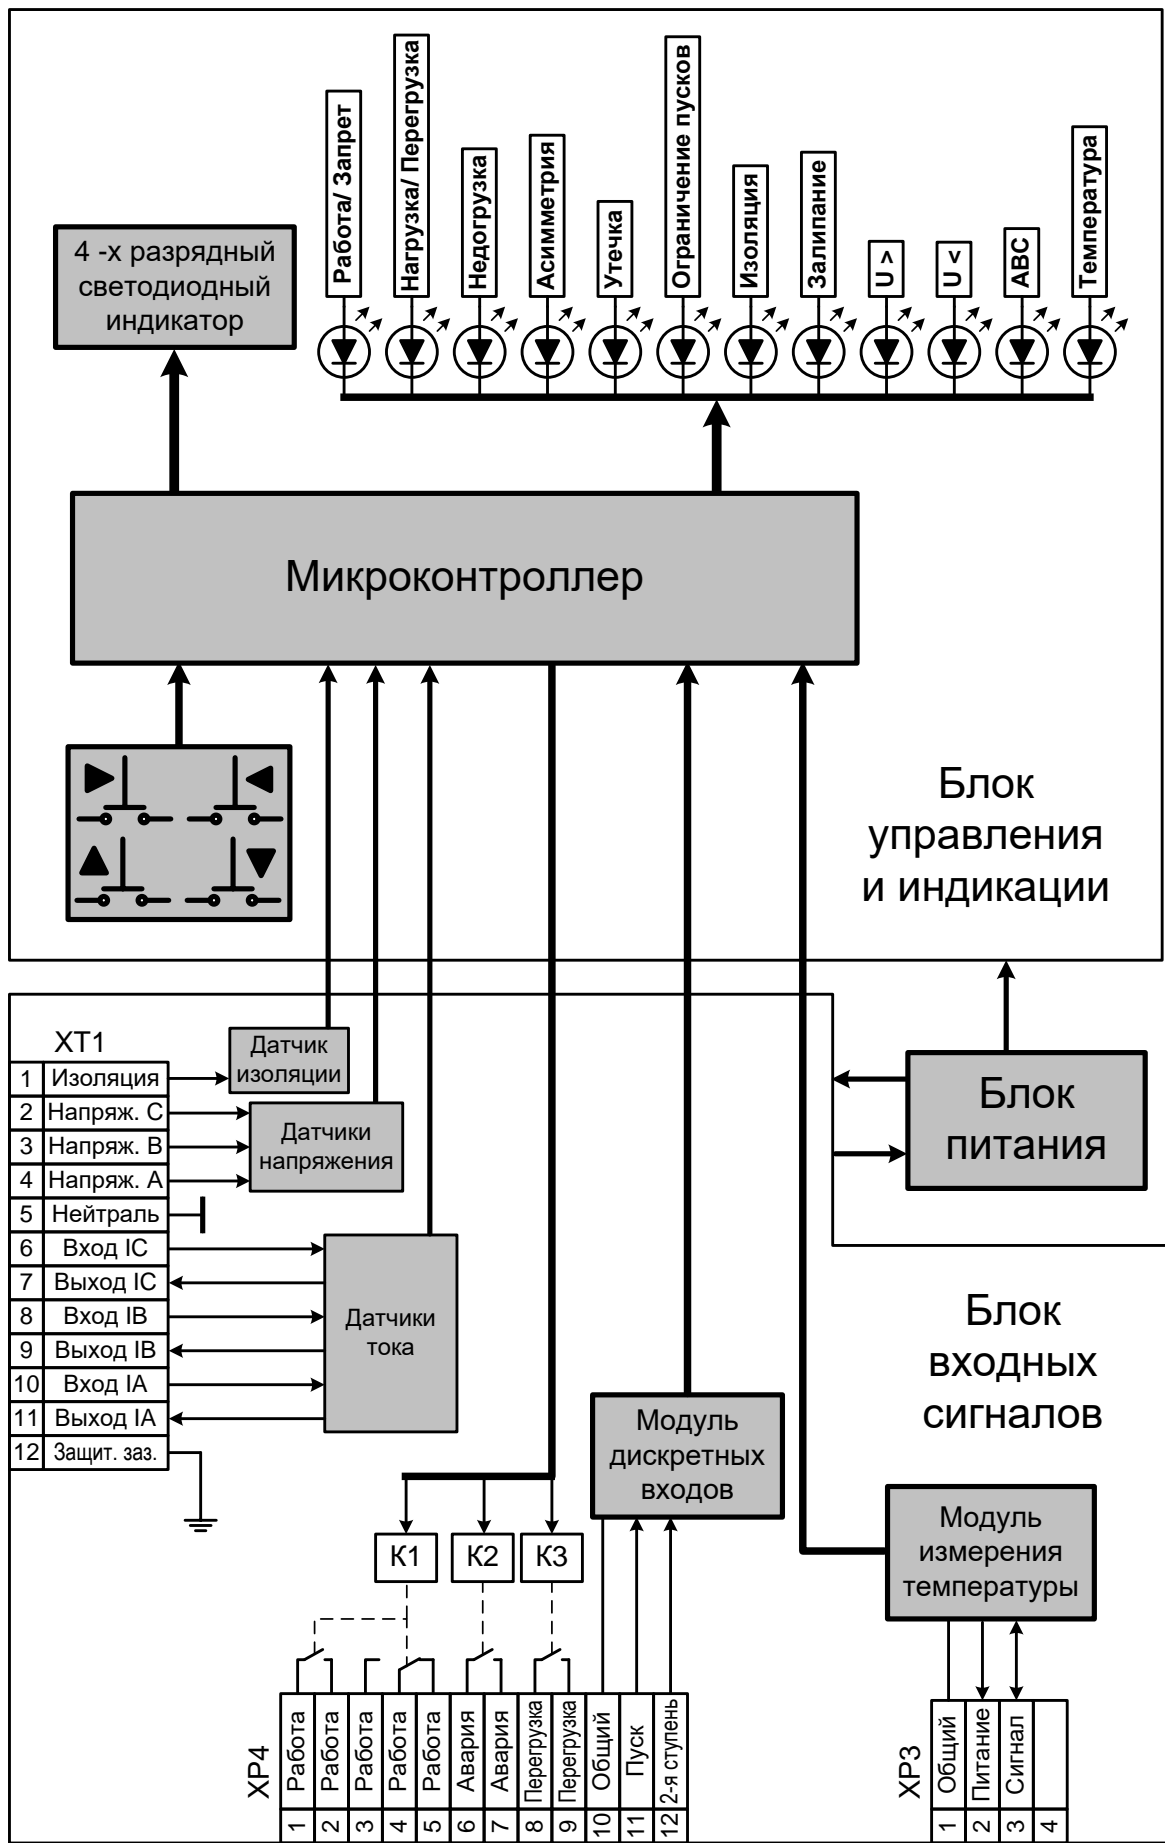 Работа/ Запрет
Нагрузка/ Перегрузка
Недогрузка
Асимметрия
Утечка
Ограничение пусков
Изоляция
Залипание
U >
U <
АВС
Температура
4 -х разрядный
светодиодный
индикатор
Микроконтроллер
Блок
управления
и индикации
XT1
1 Изоляция
2 Напряж. С
3 Напряж. В
4 Напряж. А
5 Нейтраль
6 Вход IC
7 Выход IC
8 Вход IB
9 Выход IB
10 Вход IA
11 Выход IA
12 Защит. заз.
Датчик
изоляции
Датчики
напряжения
Датчики
тока
Блок
питания
Блок
входных
сигналов
Модуль
дискретных
входов
Модуль
измерения
температуры
К1
К2
К3
XP4
1 Работа
2 Работа
3 Работа
4 Работа
5 Работа
6 Авария
7 Авария
8 Перегрузка
9 Перегрузка
10 Общий
11 Пуск
12 2-я ступень
XP3
1 Общий
2 Питание
3 Сигнал
4